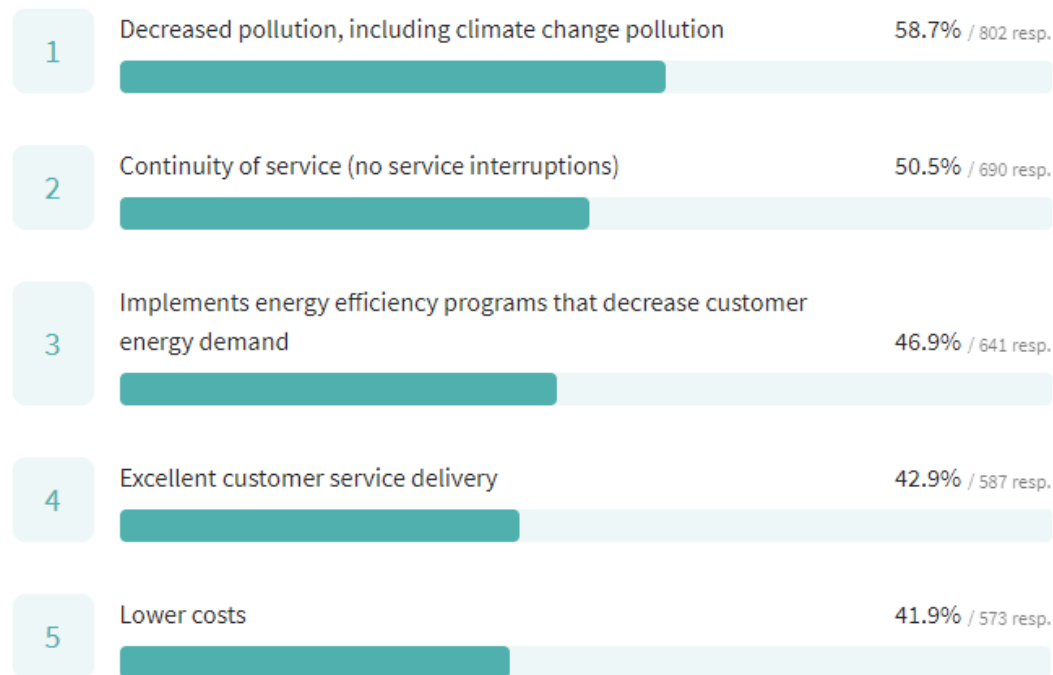 1
Decreased pollution, including climate change pollution 58.7% / 802 resp.
2
Continuity of service (no service interruptions) 50.5% / 690 resp.
3
Implements energy efficiency programs that decrease customer
energy demand 46.9% / 641 resp.
4
Excellent customer service delivery 42.9% / 587 resp.
5
Lower costs 41.9% / 573 resp.